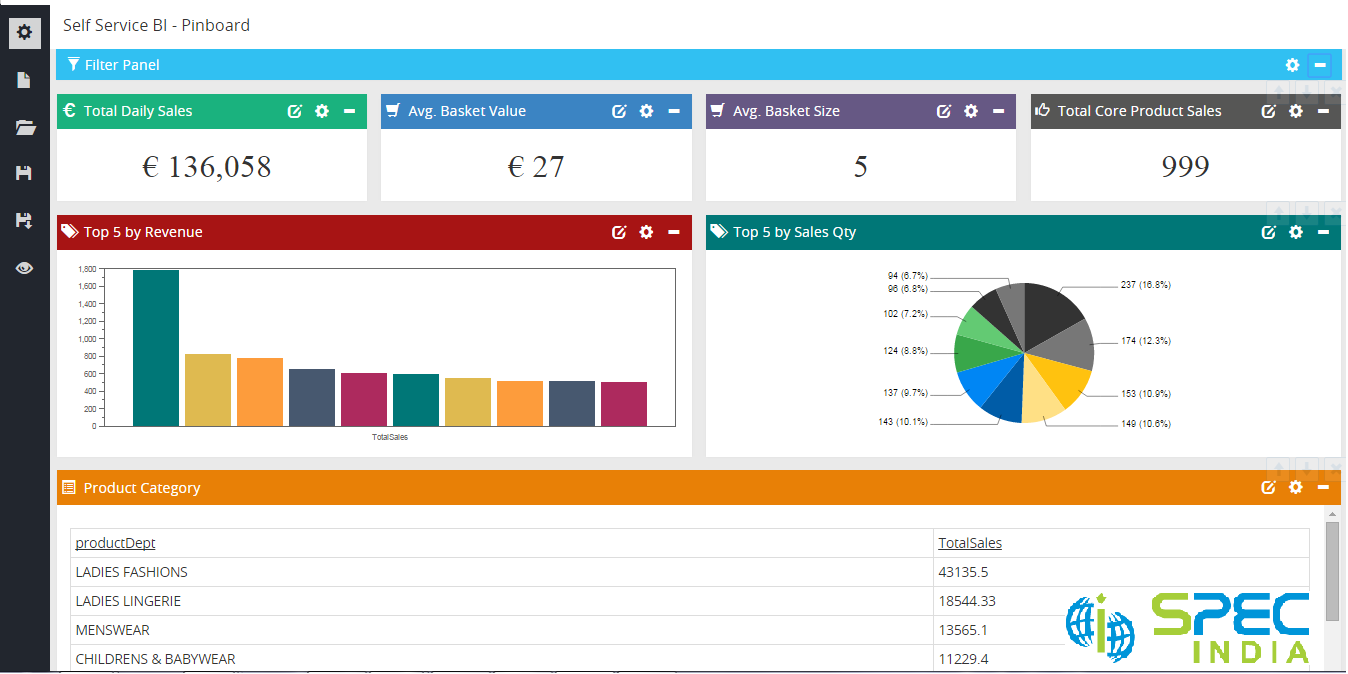 Self Service BI - Pinboard
Filter Panel
Total Daily Sales
€ 136,058
Avg. Basket Value
€ 27
Avg. Basket Size
5
Total Core Product Sales
999
Top 5 by Revenue
1,800
1,600
1,400
1,200
1,000
800
600
400
200
0
TotalSales
Top 5 by Sales Qty
94 (6.7%)
96 (6.8%)
102 (7.2%)
124 (8.8%)
137 (9.7%)
143 (10.1%)
237 (16.8%)
174 (12.3%)
153 (10.9%)
149 (10.6%)
Product Category
productDept TotalSales
LADIES FASHIONS 43135.5
LADIES LINGERIE 18544.33
MENSWEAR 13565.1
CHILDRENS & BABYWEAR 11229.4
SPEC
INDIA